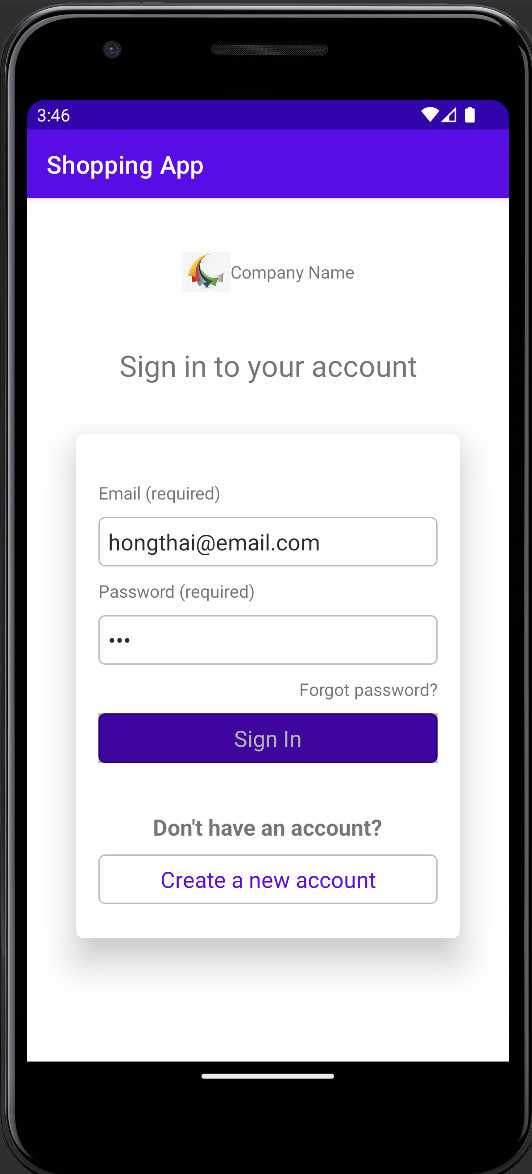 3:46
Shopping App
Company Name
Sign in to your account
Email (required)
hongthai@email.com
Password (required)
•••
Forgot password?
Sign In
Don't have an account?
Create a new account